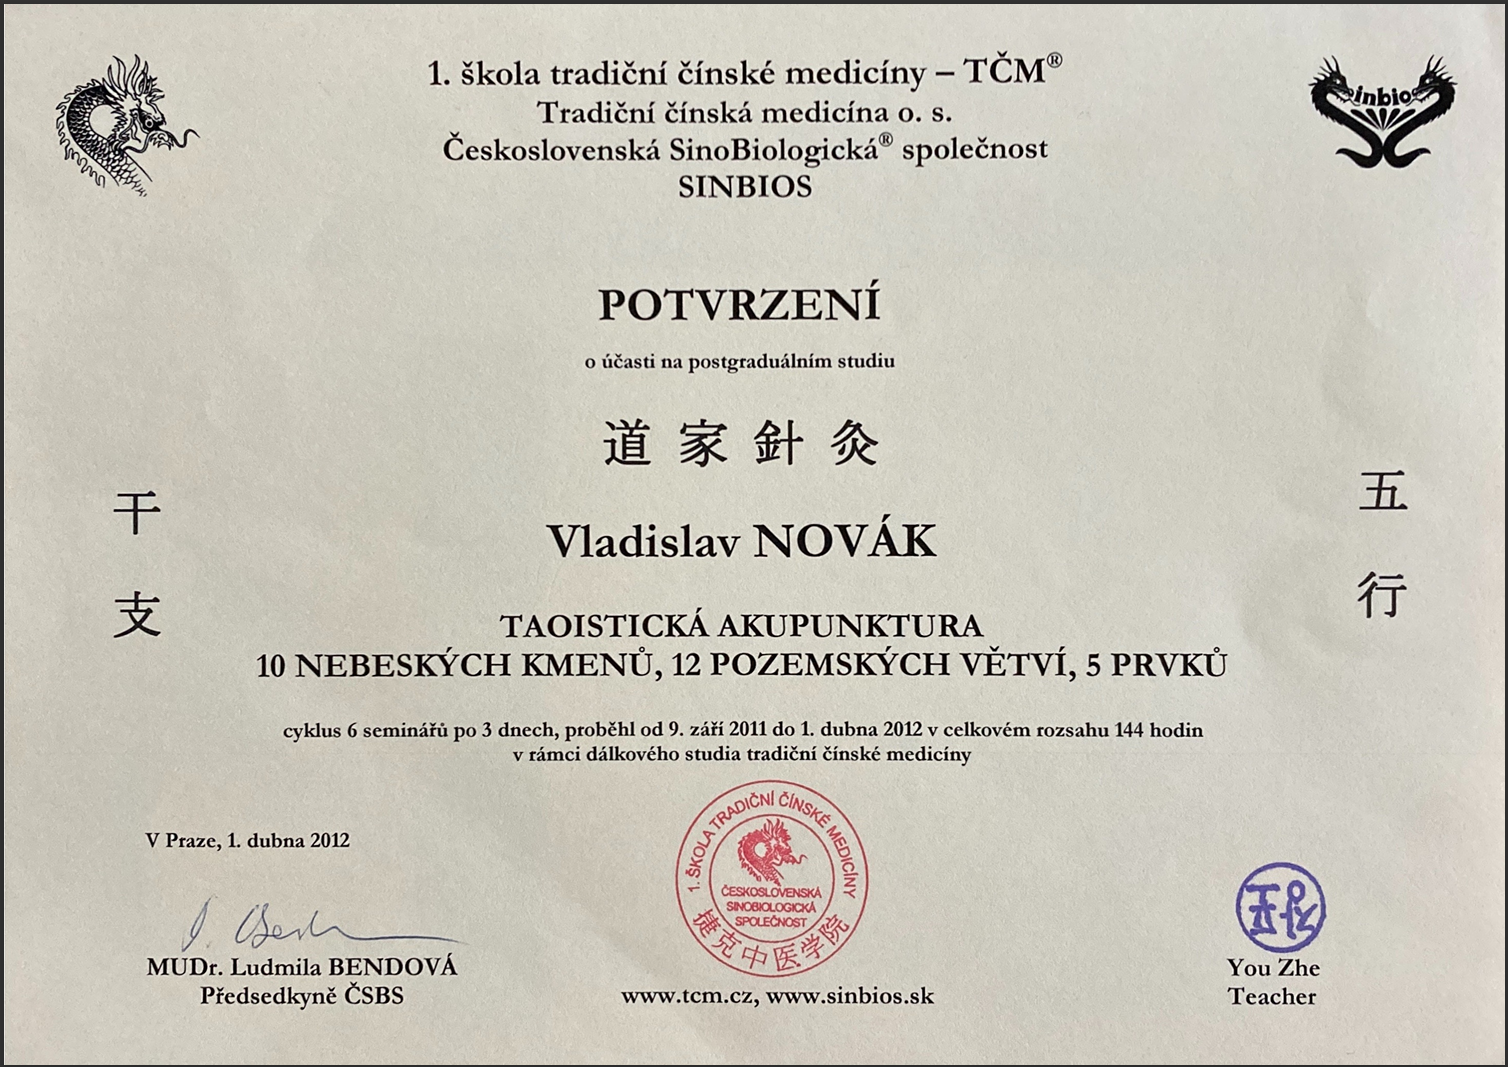 1. škola tradiční čínské medicíny – TČM®
Tradiční čínská medicína o. s.
Československá SinoBiologická® společnost
SINBIOS
inbio
POTVRZENÍ
o účasti na postgraduálním studiu
道家針灸
干支
五行
Vladislav NOVÁK
TAOISTICKÁ AKUPUNKTURA
10 NEBESKÝCH KMENŮ, 12 POZEMSKÝCH VĚTVÍ, 5 PRVKŮ
cyklus 6 seminářů po 3 dnech, proběhl od 9. září 2011 do 1. dubna 2012 v celkovém rozsahu 144 hodin
v rámci dálkového studia tradiční čínské medicíny
V Praze, 1. dubna 2012
1. ŠKOLA TRADIČNÍ ČÍNSKÉ MEDICÍNY
ČESKOSLOVENSKÁ
SINOBIOLOGICKÁ
SPOLEČNOST
捷克中医学院
MUDr. Ludmila BENDOVÁ
Předsedkyně ČSBS
www.tcm.cz, www.sinbios.sk
You Zhe
Teacher